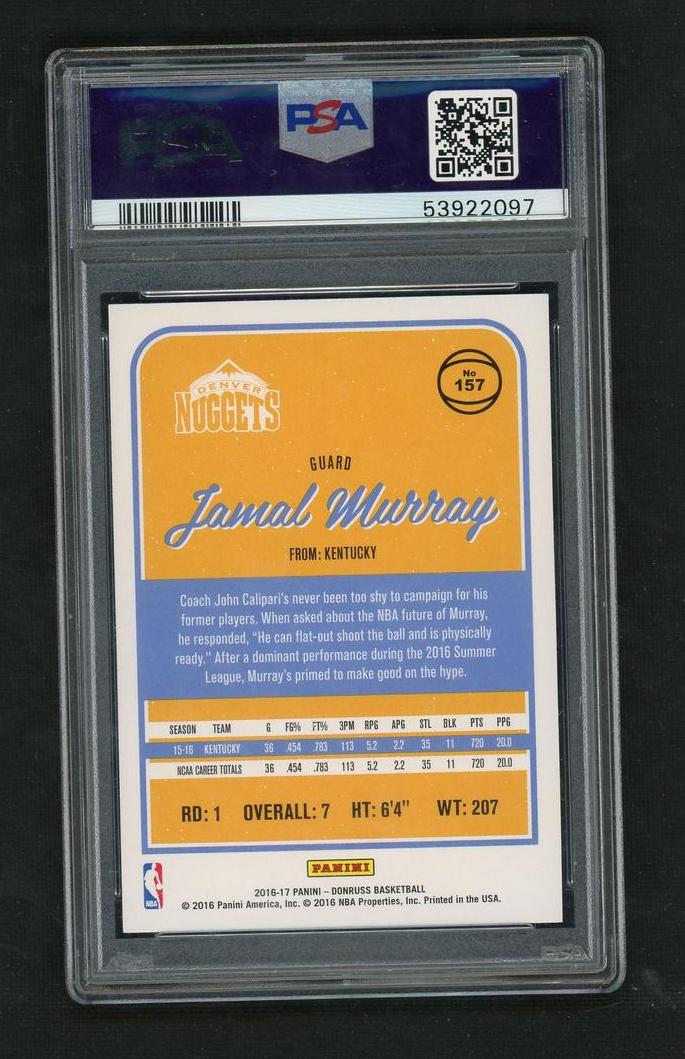 PSA
PSA
53922097
DENVER
NUGGETS
No
157
GUARD
Jamal Murray
FROM: KENTUCKY
Coach John Calipari's never been too shy to campaign for his
former players. When asked about the NBA future of Murray,
he responded, "He can flat-out shoot the ball and is physically
ready." After a dominant performance during the 2016 Summer
League, Murray's primed to make good on the hype.
SEASON TEAM G FG% FT% 3PM RPG APG STL BLK PTS PPG
15-16 KENTUCKY 36 .454 .783 113 5.2 2.2 35 11 720 20.0
NCAA CAREER TOTALS 36 .454 .783 113 5.2 2.2 35 11 720 20.0
RD: 1 OVERALL: 7 HT: 6'4" WT: 207
PANINI
NBA
2016-17 PANINI – DONRUSS BASKETBALL
© 2016 Panini America, Inc. © 2016 NBA Properties, Inc. Printed in the USA.
PSA